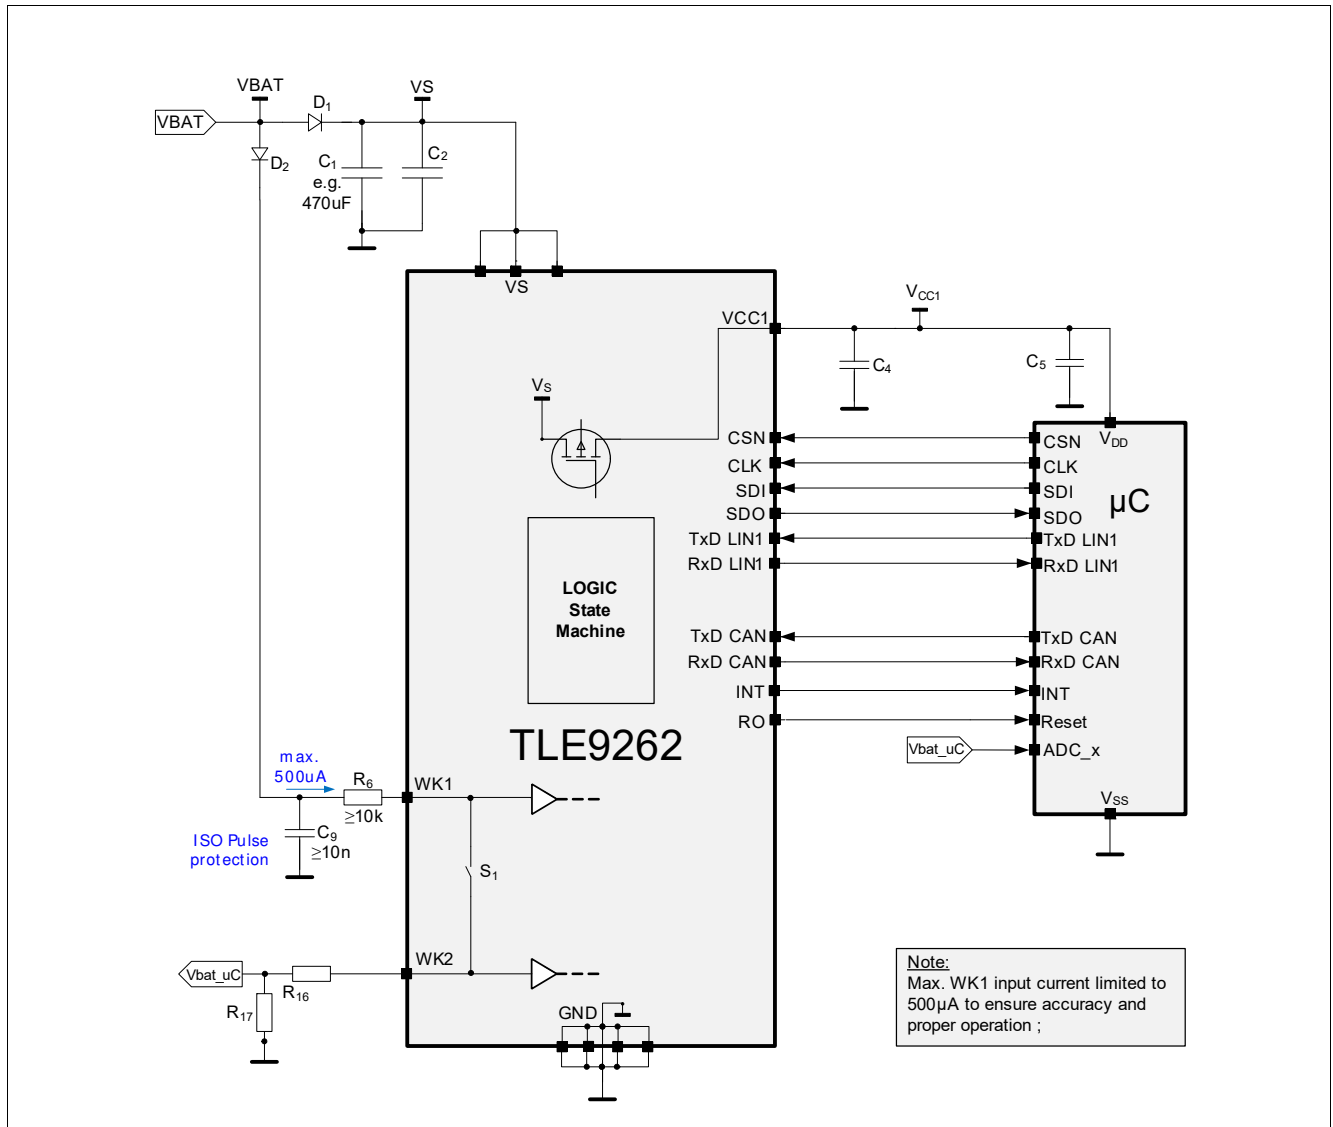 VBAT
VS
VBAT
D1
D2
C1
e.g.
470uF
C2
VS
VCC1
VCC1
C4
C5
VS
VDD
CSN
CSN
CLK
CLK
SDI
SDI
µC
SDO
SDO
TxD LIN1
TxD LIN1
RxD LIN1
RxD LIN1
LOGIC
State
Machine
TxD CAN
TxD CAN
RxD CAN
RxD CAN
INT
INT
RO
Reset
TLE9262
Vbat_uC
ADC_x
max.
500uA
R6
≥10k
WK1
VSS
ISO Pulse
protection
C9
≥10n
S1
WK2
Vbat_uC
R16
R17
GND
Note:
Max. WK1 input current limited to
500µA to ensure accuracy and
proper operation ;